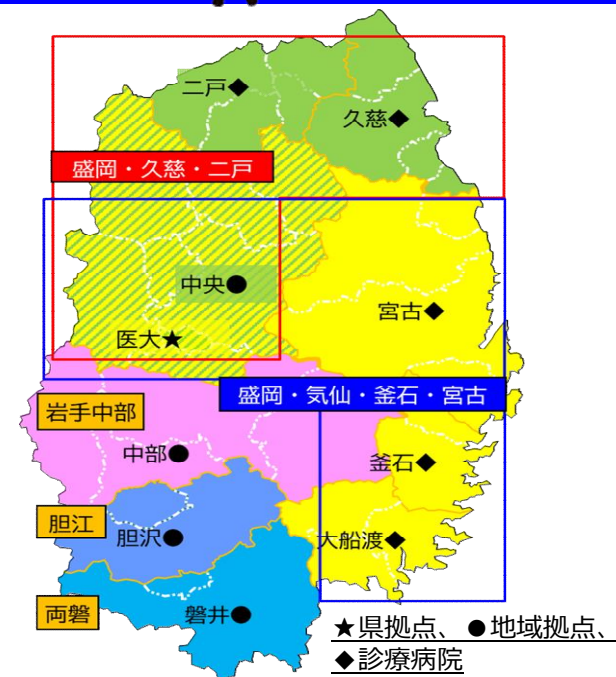 二戸◆
久慈◆
盛岡・久慈・二戸
中央●
宮古◆
医大★
盛岡・気仙・釜石・宮古
岩手中部
中部●
釜石◆
胆江
胆沢●
大船渡◆
両磐
磐井●
★県拠点、●地域拠点、
◆診療病院